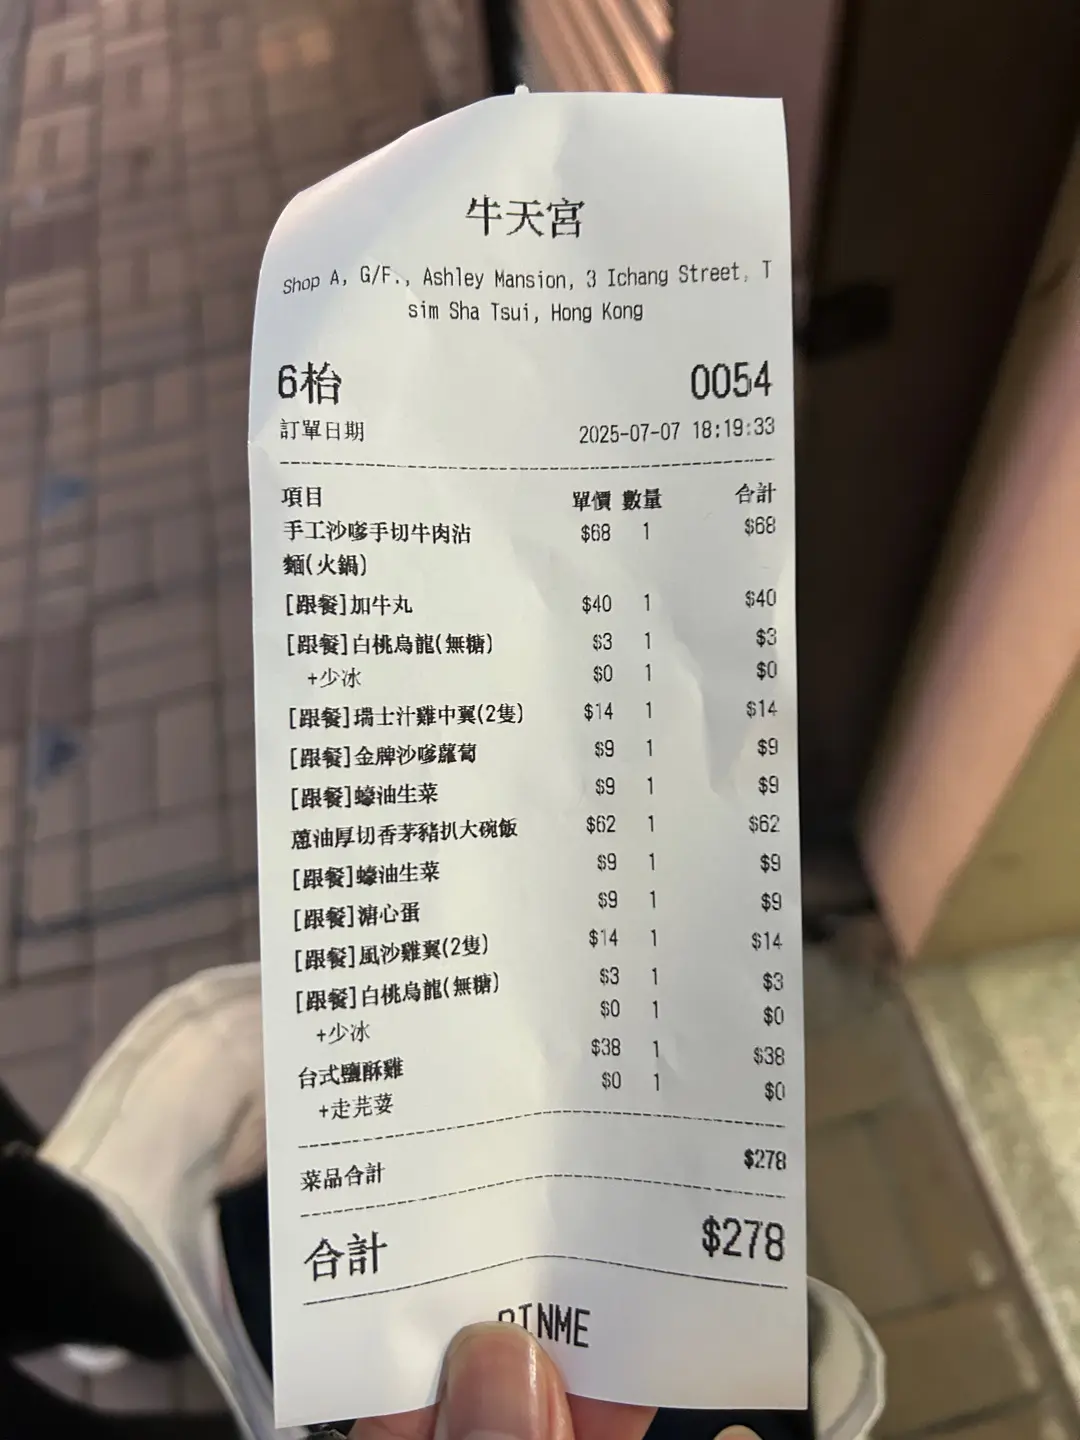 牛天宮
Shop A, G/F., Ashley Mansion, 3 Ichang Street, T
sim Sha Tsui, Hong Kong
6枱 0054
訂單日期 2025-07-07 18:19:33
項目 單價 數量 合計
手工沙嗲手切牛肉沾 $68 1 $68
麵(火鍋)
[跟餐]加牛丸 $40 1 $40
[跟餐]白桃烏龍(無糖) $3 1 $3
+少冰 $0 1 $0
[跟餐]瑞士汁雞中翼(2隻) $14 1 $14
[跟餐]金牌沙嗲蘿蔔 $9 1 $9
[跟餐]蠔油生菜 $9 1 $9
蔥油厚切香茅豬扒大碗飯 $62 1 $62
[跟餐]蠔油生菜 $9 1 $9
[跟餐]溏心蛋 $9 1 $9
[跟餐]風沙雞翼(2隻) $14 1 $14
[跟餐]白桃烏龍(無糖) $3 1 $3
+少冰 $0 1 $0
台式鹽酥雞 $38 1 $38
+走芫荽 $0 1 $0
菜品合計 $278
合計 $278